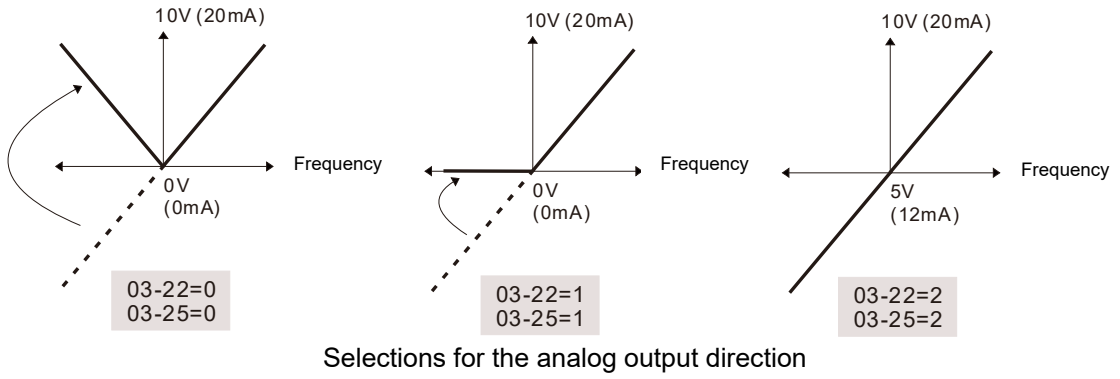 10V (20mA)
Frequency
0V
(0mA)
03-22=0
03-25=0
10V (20mA)
Frequency
0V
(0mA)
03-22=1
03-25=1
10V (20mA)
Frequency
5V
(12mA)
03-22=2
03-25=2
Selections for the analog output direction